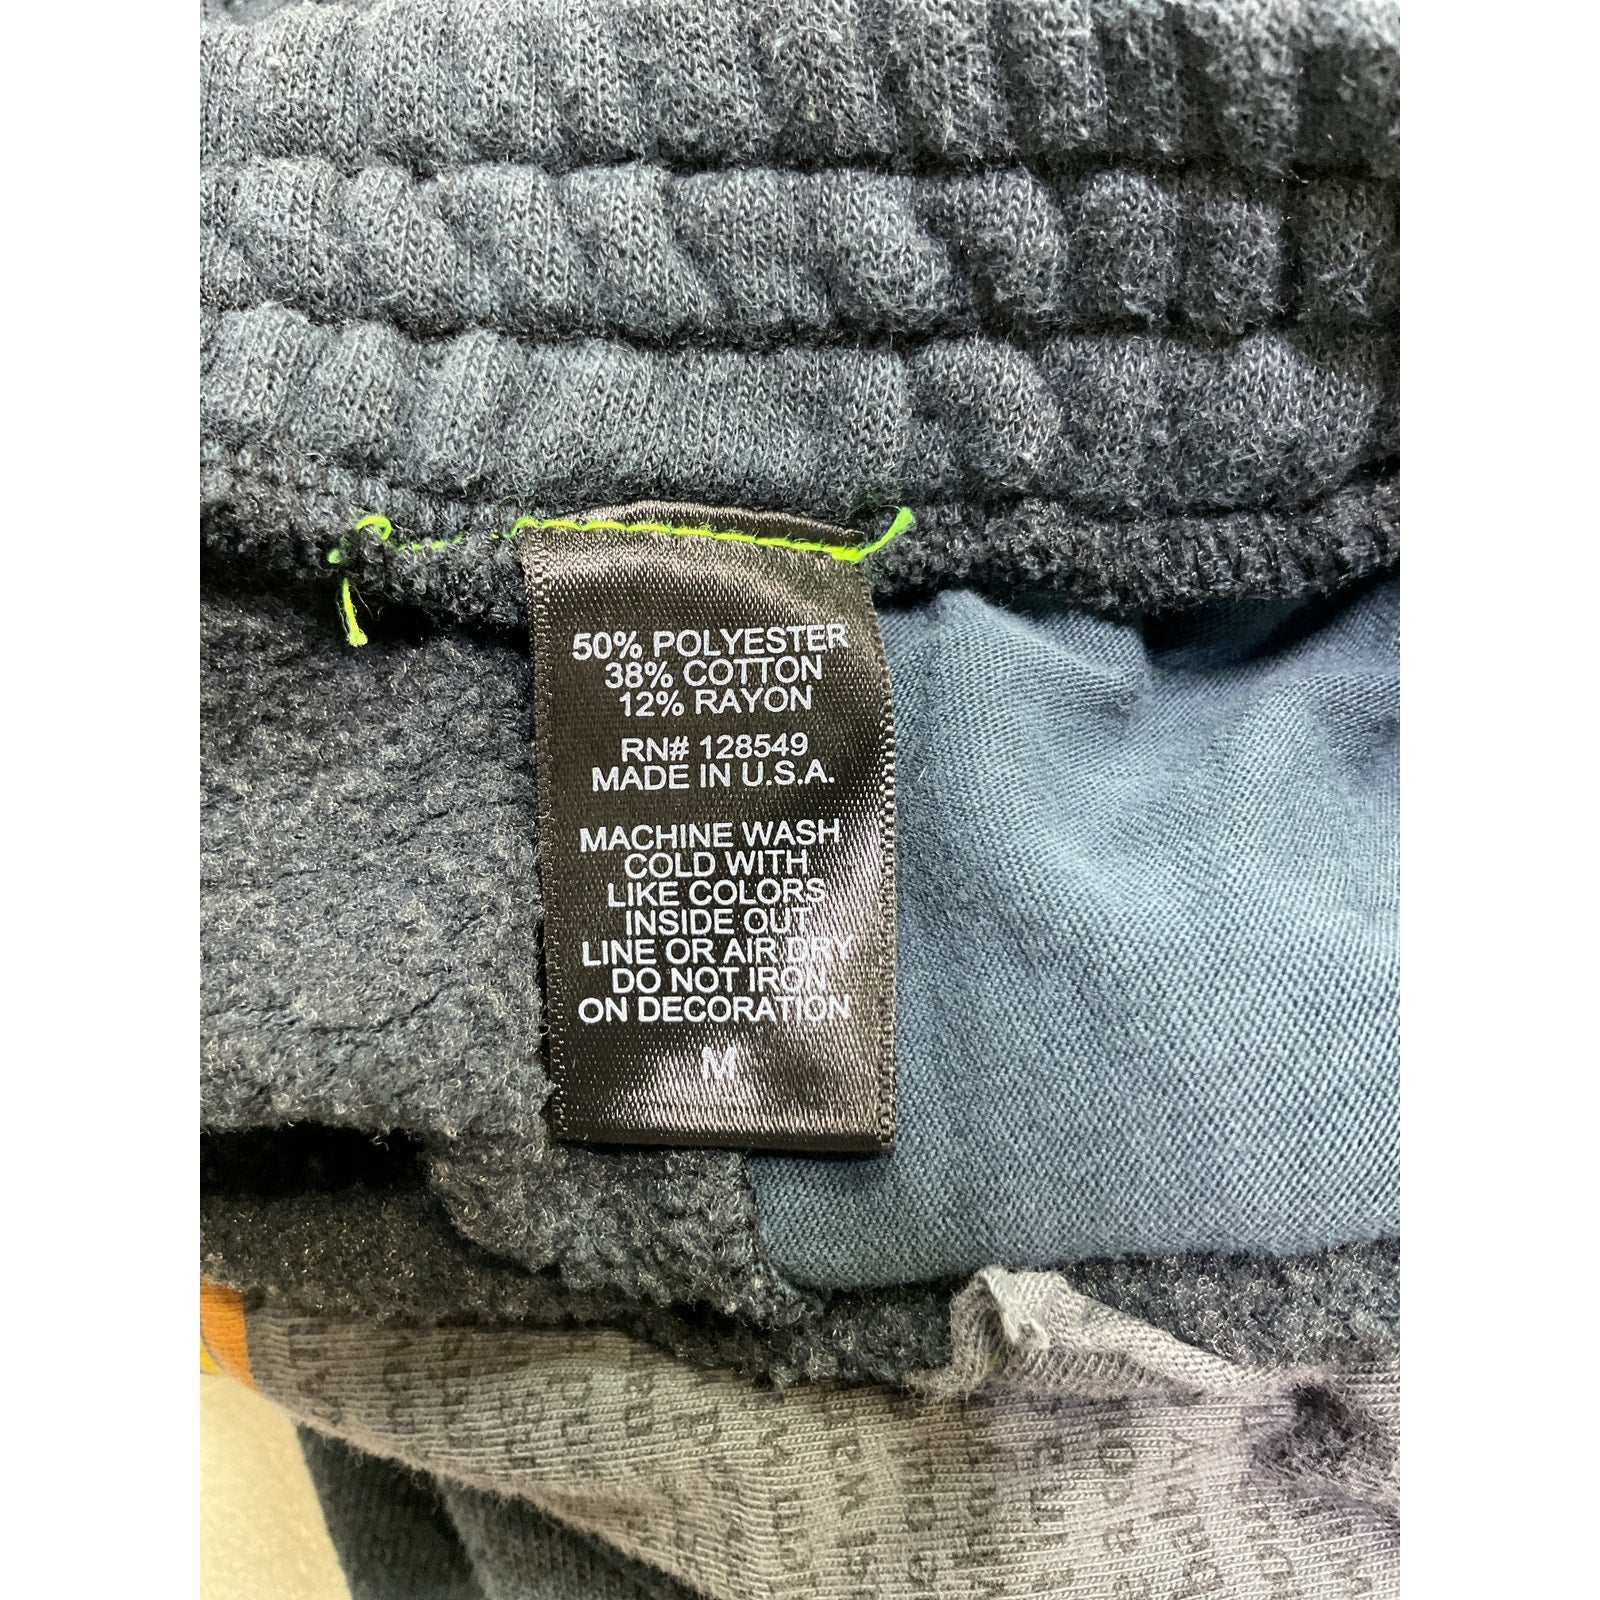 50% POLYESTER
38% COTTON
12% RAYON
RN# 128549
MADE IN U.S.A.
MACHINE WASH
COLD WITH
LIKE COLORS
INSIDE OUT
LINE OR AIR DRY
DO NOT IRON
ON DECORATION
M